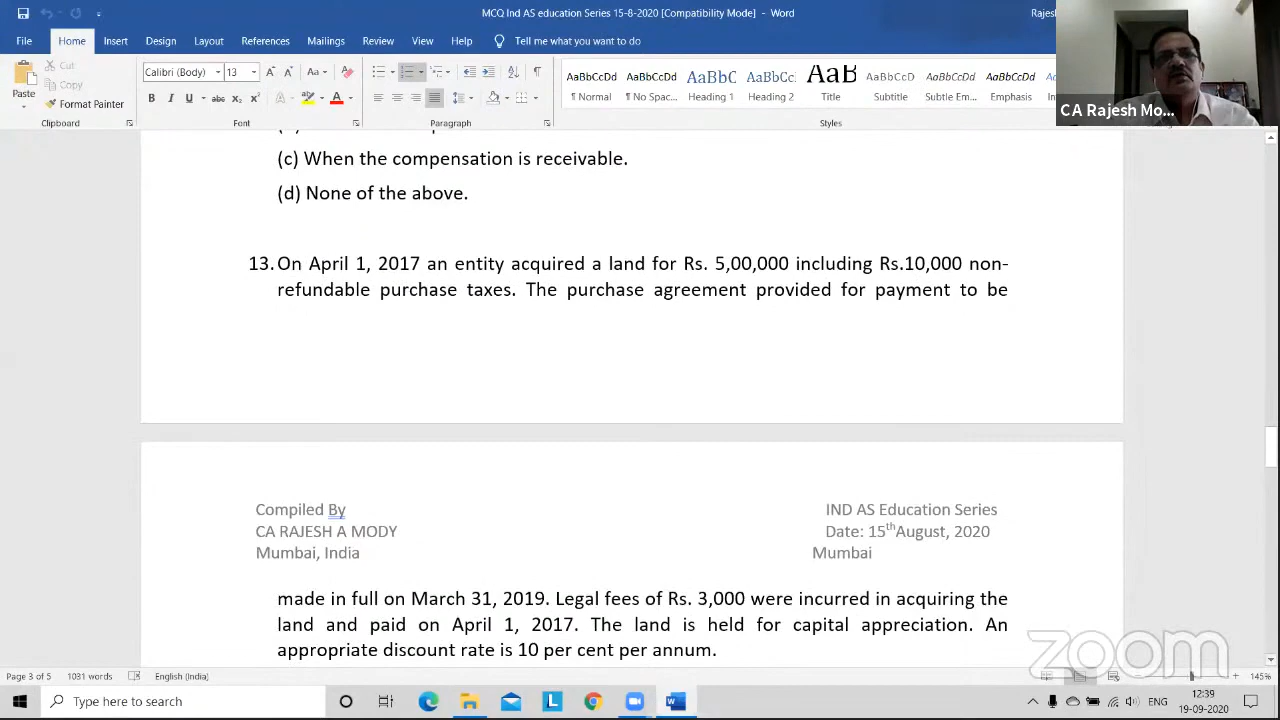 MCQ Ind AS education Series 15-8-2020 [Compatibility Mode] - Word
Rajesh
File Home Insert Design Layout References Mailings Review View Help Tell me what you want to do
Calibri (Body) 13 Aa
AaBbCcDd AaBbCcDd AaBbC AaBbCc AaB AaBbCcD AaBbCcDd AaBbCcDd
Paste
Format Painter
B I U abc X₂ X² A A
¶ Normal ¶ No Spac... Heading 1 Heading 2 Title Subtitle Subtle Em... Emphasis
Clipboard Font Paragraph Styles
CA Rajesh Mo...
(c) When the compensation is receivable.
(d) None of the above.
13. On April 1, 2017 an entity acquired a land for Rs. 5,00,000 including Rs.10,000 non-
refundable purchase taxes. The purchase agreement provided for payment to be
Compiled By IND AS Education Series
CA RAJESH A MODY Date: 15thAugust, 2020
Mumbai, India Mumbai
made in full on March 31, 2019. Legal fees of Rs. 3,000 were incurred in acquiring the
land and paid on April 1, 2017. The land is held for capital appreciation. An
appropriate discount rate is 10 per cent per annum.
zoom
Page 3 of 5 1031 words English (India) 145%
Type here to search
12:39
19-09-2020